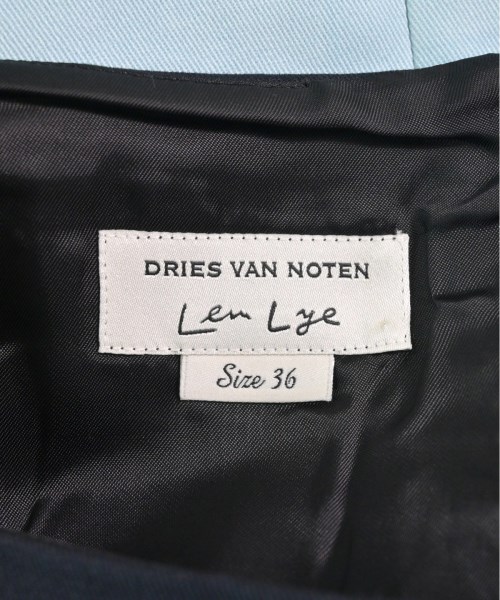 DRIES VAN NOTEN
Len Lye
Size 36